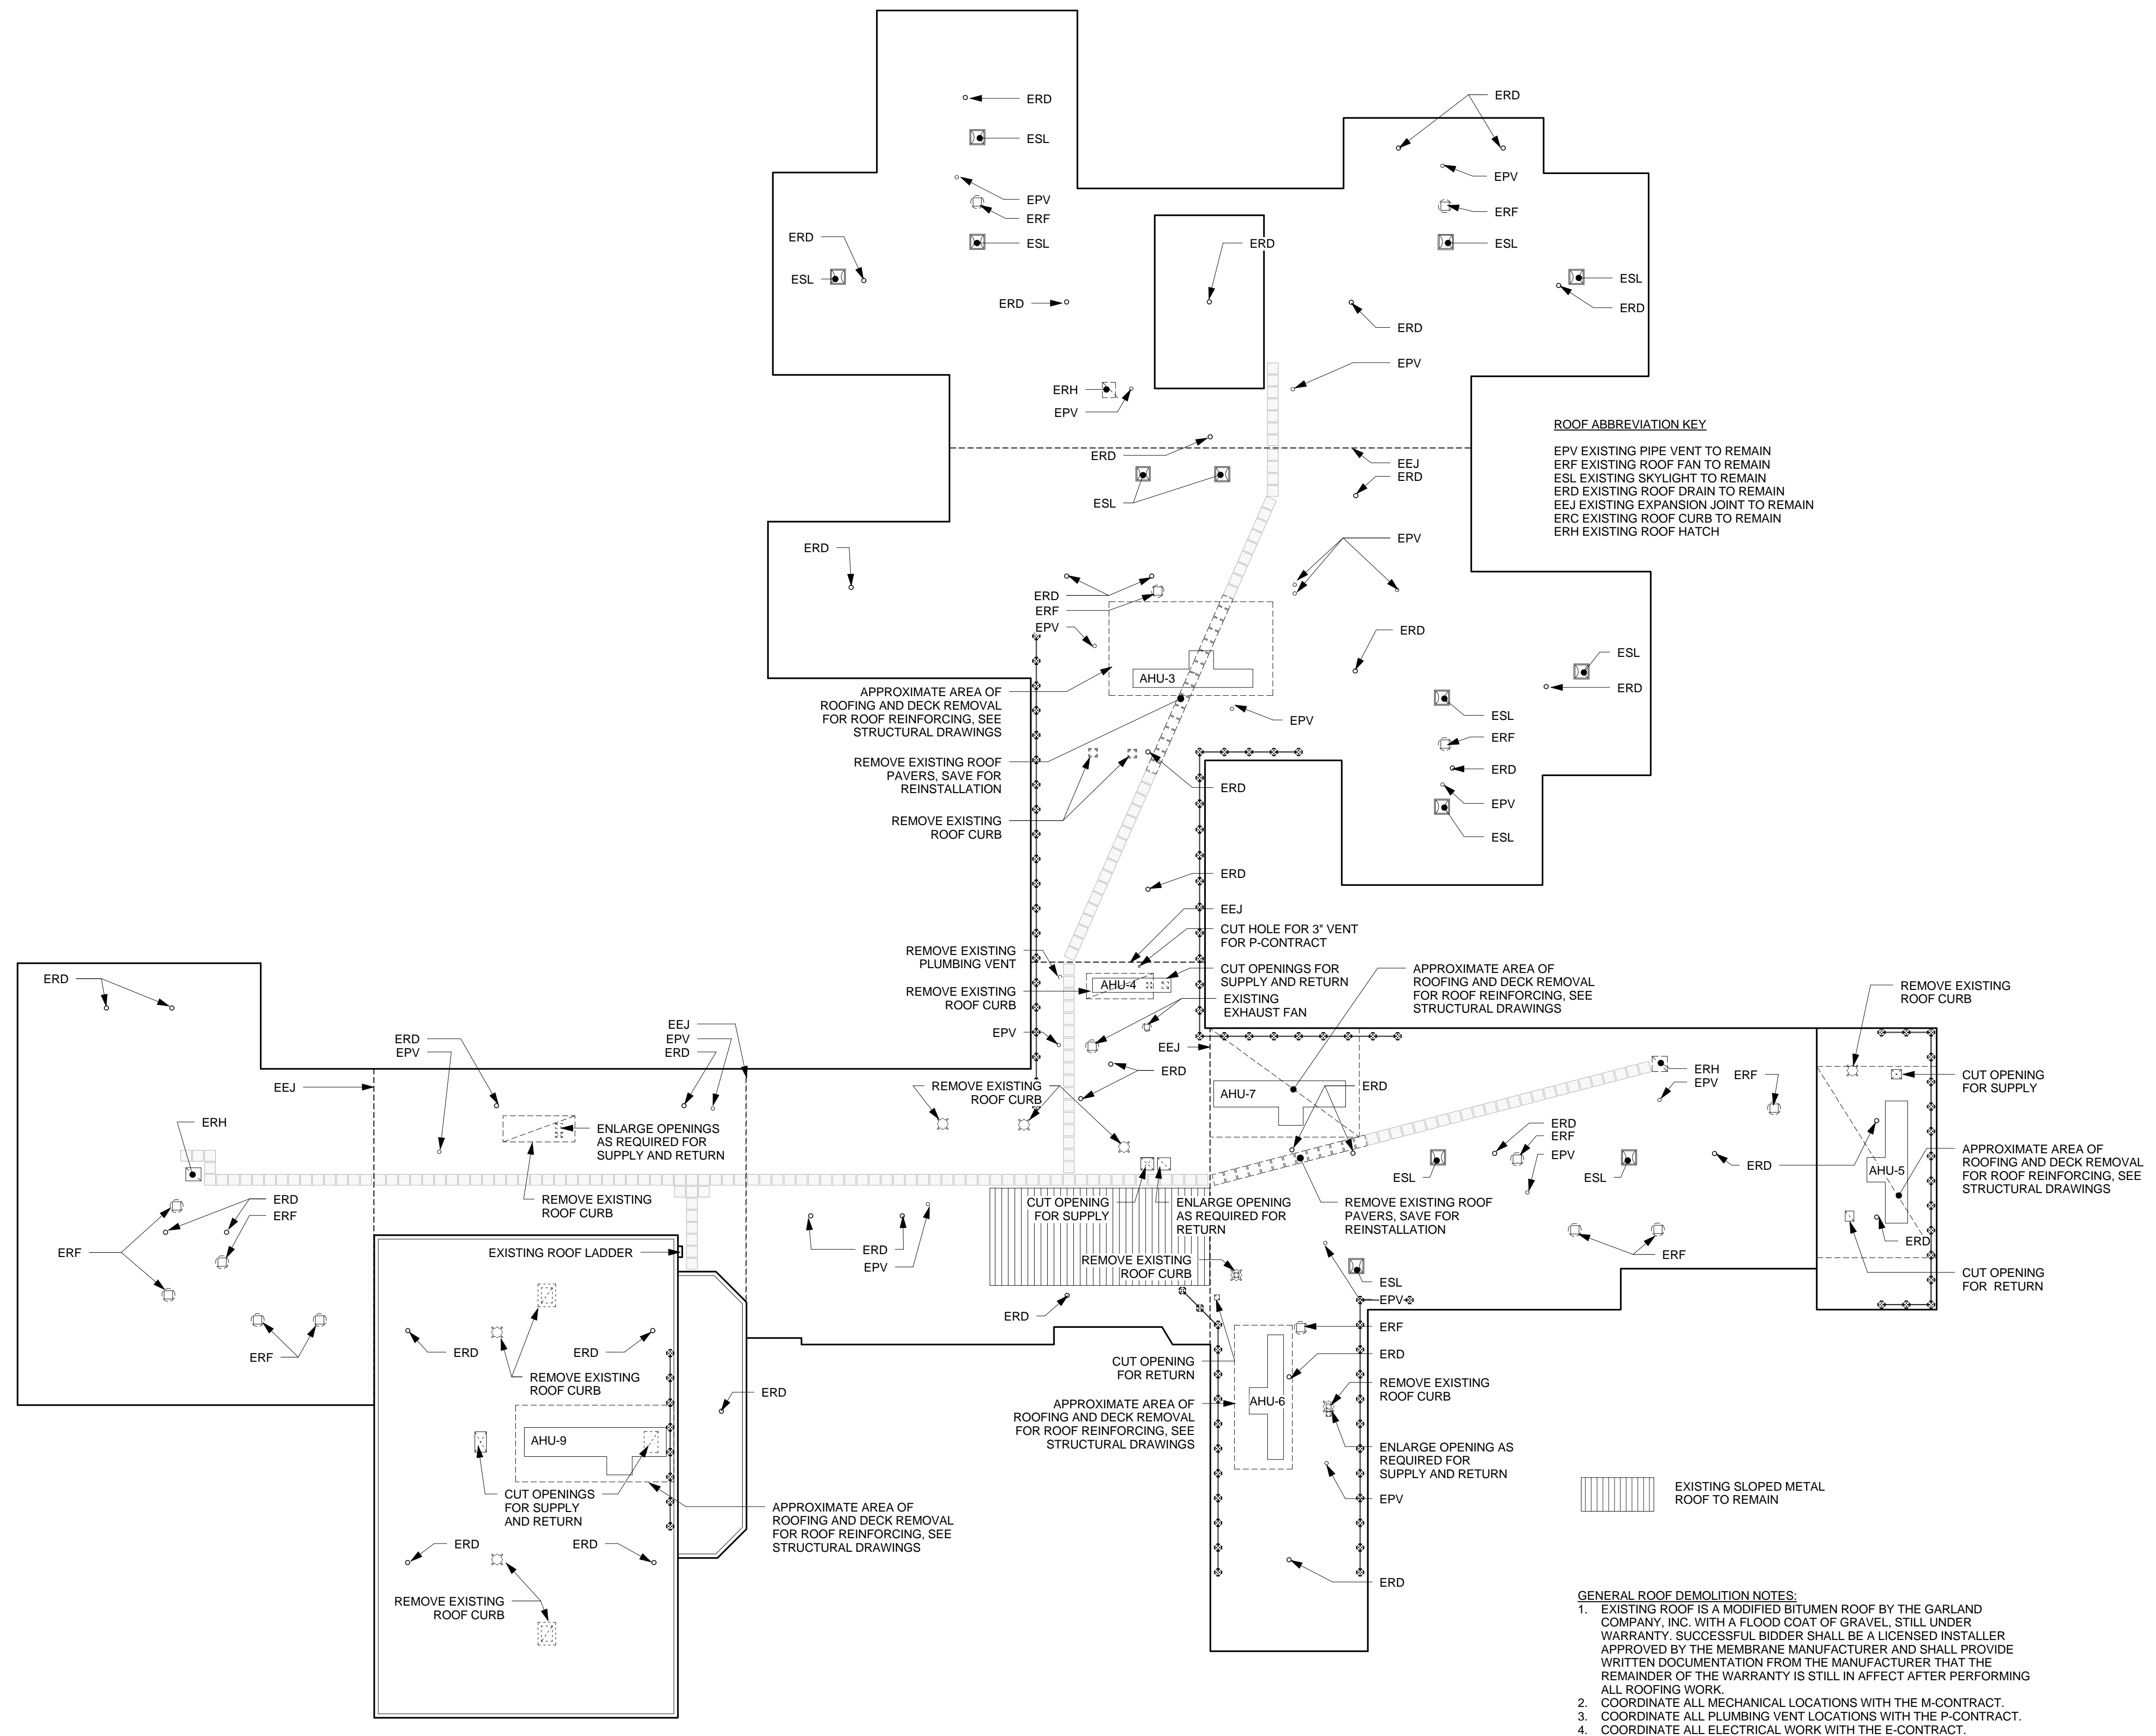 ERD
ESL
EPV
ERF
ESL
ERD
ESL
ERD
ERD
ERD
EPV
ERF
ESL
ESL
ERD
ERD
EPV
ERH
EPV
ERD
ESL
EEJ
ERD
EPV
ROOF ABBREVIATION KEY
EPV EXISTING PIPE VENT TO REMAIN
ERF EXISTING ROOF FAN TO REMAIN
ESL EXISTING SKYLIGHT TO REMAIN
ERD EXISTING ROOF DRAIN TO REMAIN
EEJ EXISTING EXPANSION JOINT TO REMAIN
ERC EXISTING ROOF CURB TO REMAIN
ERH EXISTING ROOF HATCH
ERD
ERD
ERF
EPV
AHU-3
ERD
ESL
ERD
ESL
ERF
ERD
EPV
ESL
EPV
APPROXIMATE AREA OF
ROOFING AND DECK REMOVAL
FOR ROOF REINFORCING, SEE
STRUCTURAL DRAWINGS
REMOVE EXISTING ROOF
PAVERS, SAVE FOR
REINSTALLATION
REMOVE EXISTING
ROOF CURB
ERD
ERD
EEJ
CUT HOLE FOR 3" VENT
FOR P-CONTRACT
REMOVE EXISTING
PLUMBING VENT
REMOVE EXISTING
ROOF CURB
AHU-4
CUT OPENINGS FOR
SUPPLY AND RETURN
EXISTING
EXHAUST FAN
EPV
EEJ
ERD
APPROXIMATE AREA OF
ROOFING AND DECK REMOVAL
FOR ROOF REINFORCING, SEE
STRUCTURAL DRAWINGS
REMOVE EXISTING
ROOF CURB
CUT OPENING
FOR SUPPLY
ERH
EPV
ERF
ERD
ERD
EPV
EEJ
EPV
ERD
EEJ
ERH
ENLARGE OPENINGS
AS REQUIRED FOR
SUPPLY AND RETURN
REMOVE EXISTING
ROOF CURB
REMOVE EXISTING
ROOF CURB
AHU-7
ERD
ERD
ERF
EPV
ESL
ESL
ERD
AHU-5
APPROXIMATE AREA OF
ROOFING AND DECK REMOVAL
FOR ROOF REINFORCING, SEE
STRUCTURAL DRAWINGS
ERD
CUT OPENING
FOR RETURN
ERF
ERD
ERF
ERF
ERF
ERD
EPV
CUT OPENING
FOR SUPPLY
ENLARGE OPENING
AS REQUIRED FOR
RETURN
REMOVE EXISTING ROOF
PAVERS, SAVE FOR
REINSTALLATION
REMOVE EXISTING
ROOF CURB
ESL
EPV
ERF
ERD
EXISTING ROOF LADDER
ERD
ERD
ERD
REMOVE EXISTING
ROOF CURB
ERD
CUT OPENING
FOR RETURN
ERD
REMOVE EXISTING
ROOF CURB
AHU-6
APPROXIMATE AREA OF
ROOFING AND DECK REMOVAL
FOR ROOF REINFORCING, SEE
STRUCTURAL DRAWINGS
ENLARGE OPENING AS
REQUIRED FOR
SUPPLY AND RETURN
EPV
ERD
AHU-9
CUT OPENINGS
FOR SUPPLY
AND RETURN
APPROXIMATE AREA OF
ROOFING AND DECK REMOVAL
FOR ROOF REINFORCING, SEE
STRUCTURAL DRAWINGS
ERD
ERD
REMOVE EXISTING
ROOF CURB
EXISTING SLOPED METAL
ROOF TO REMAIN
GENERAL ROOF DEMOLITION NOTES:
1. EXISTING ROOF IS A MODIFIED BITUMEN ROOF BY THE GARLAND
COMPANY, INC. WITH A FLOOD COAT OF GRAVEL, STILL UNDER
WARRANTY. SUCCESSFUL BIDDER SHALL BE A LICENSED INSTALLER
APPROVED BY THE MEMBRANE MANUFACTURER AND SHALL PROVIDE
WRITTEN DOCUMENTATION FROM THE MANUFACTURER THAT THE
REMAINDER OF THE WARRANTY IS STILL IN AFFECT AFTER PERFORMING
ALL ROOFING WORK.
2. COORDINATE ALL MECHANICAL LOCATIONS WITH THE M-CONTRACT.
3. COORDINATE ALL PLUMBING VENT LOCATIONS WITH THE P-CONTRACT.
4. COORDINATE ALL ELECTRICAL WORK WITH THE E-CONTRACT.